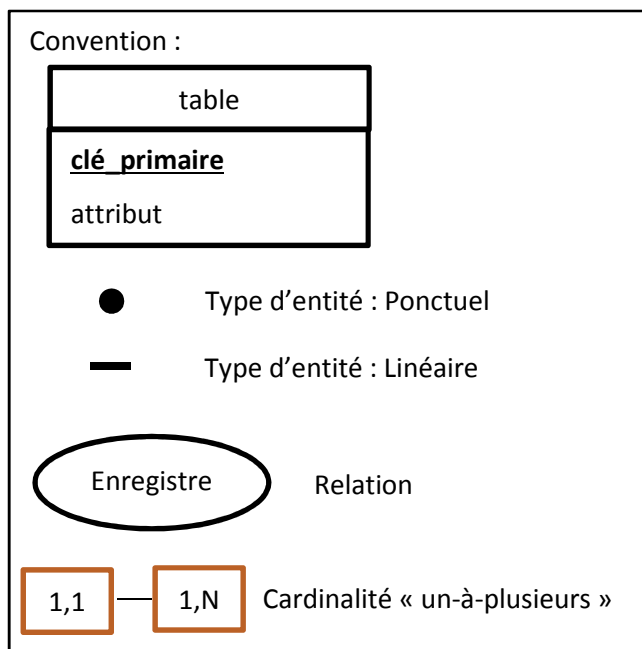 Convention :
table
clé_primaire
attribut
Type d’entité : Ponctuel
Type d’entité : Linéaire
Enregistre Relation
1,1 1,N Cardinalité « un-à-plusieurs »